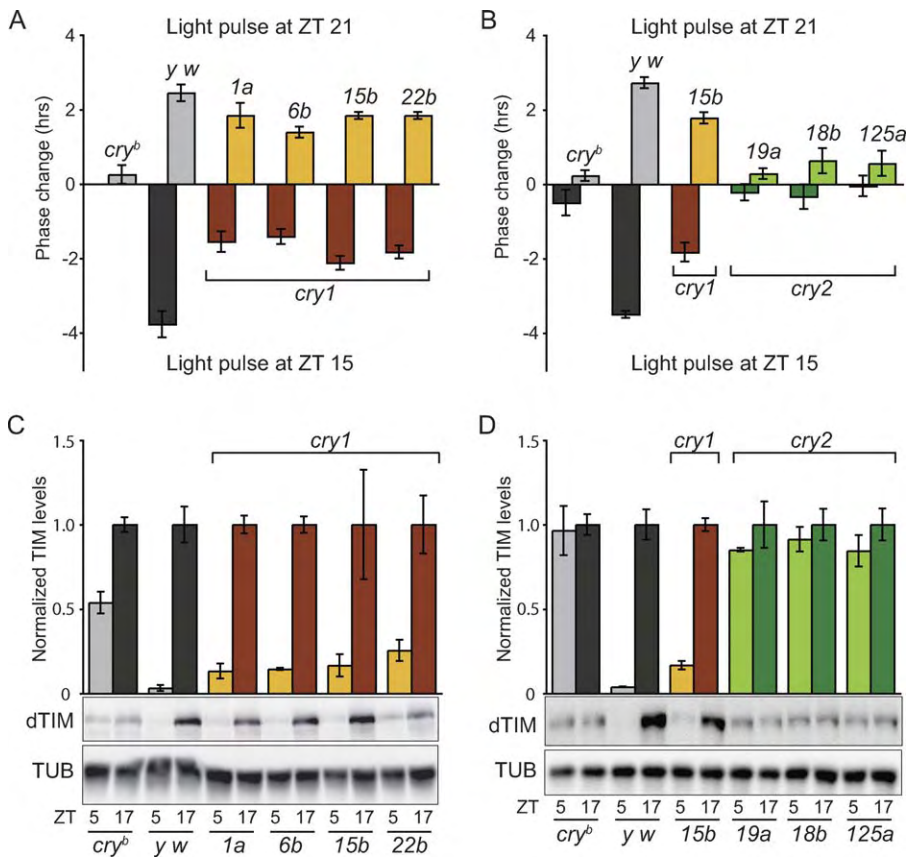 A
Light pulse at ZT 21
4
2
0
-2
-4
Phase change (hrs)
cryᵇ
y w
1a
6b
15b
22b
cry1
Light pulse at ZT 15
B
Light pulse at ZT 21
4
2
0
-2
-4
Phase change (hrs)
cryᵇ
y w
15b
19a
18b
125a
cry1
cry2
Light pulse at ZT 15
C
1.5
1.0
0.5
0
Normalized TIM levels
cry1
dTIM
TUB
ZT 5 17 5 17 5 17 5 17 5 17 5 17
cryᵇ y w 1a 6b 15b 22b
D
1.5
1.0
0.5
0
Normalized TIM levels
cry1
cry2
dTIM
TUB
ZT 5 17 5 17 5 17 5 17 5 17 5 17
cryᵇ y w 15b 19a 18b 125a